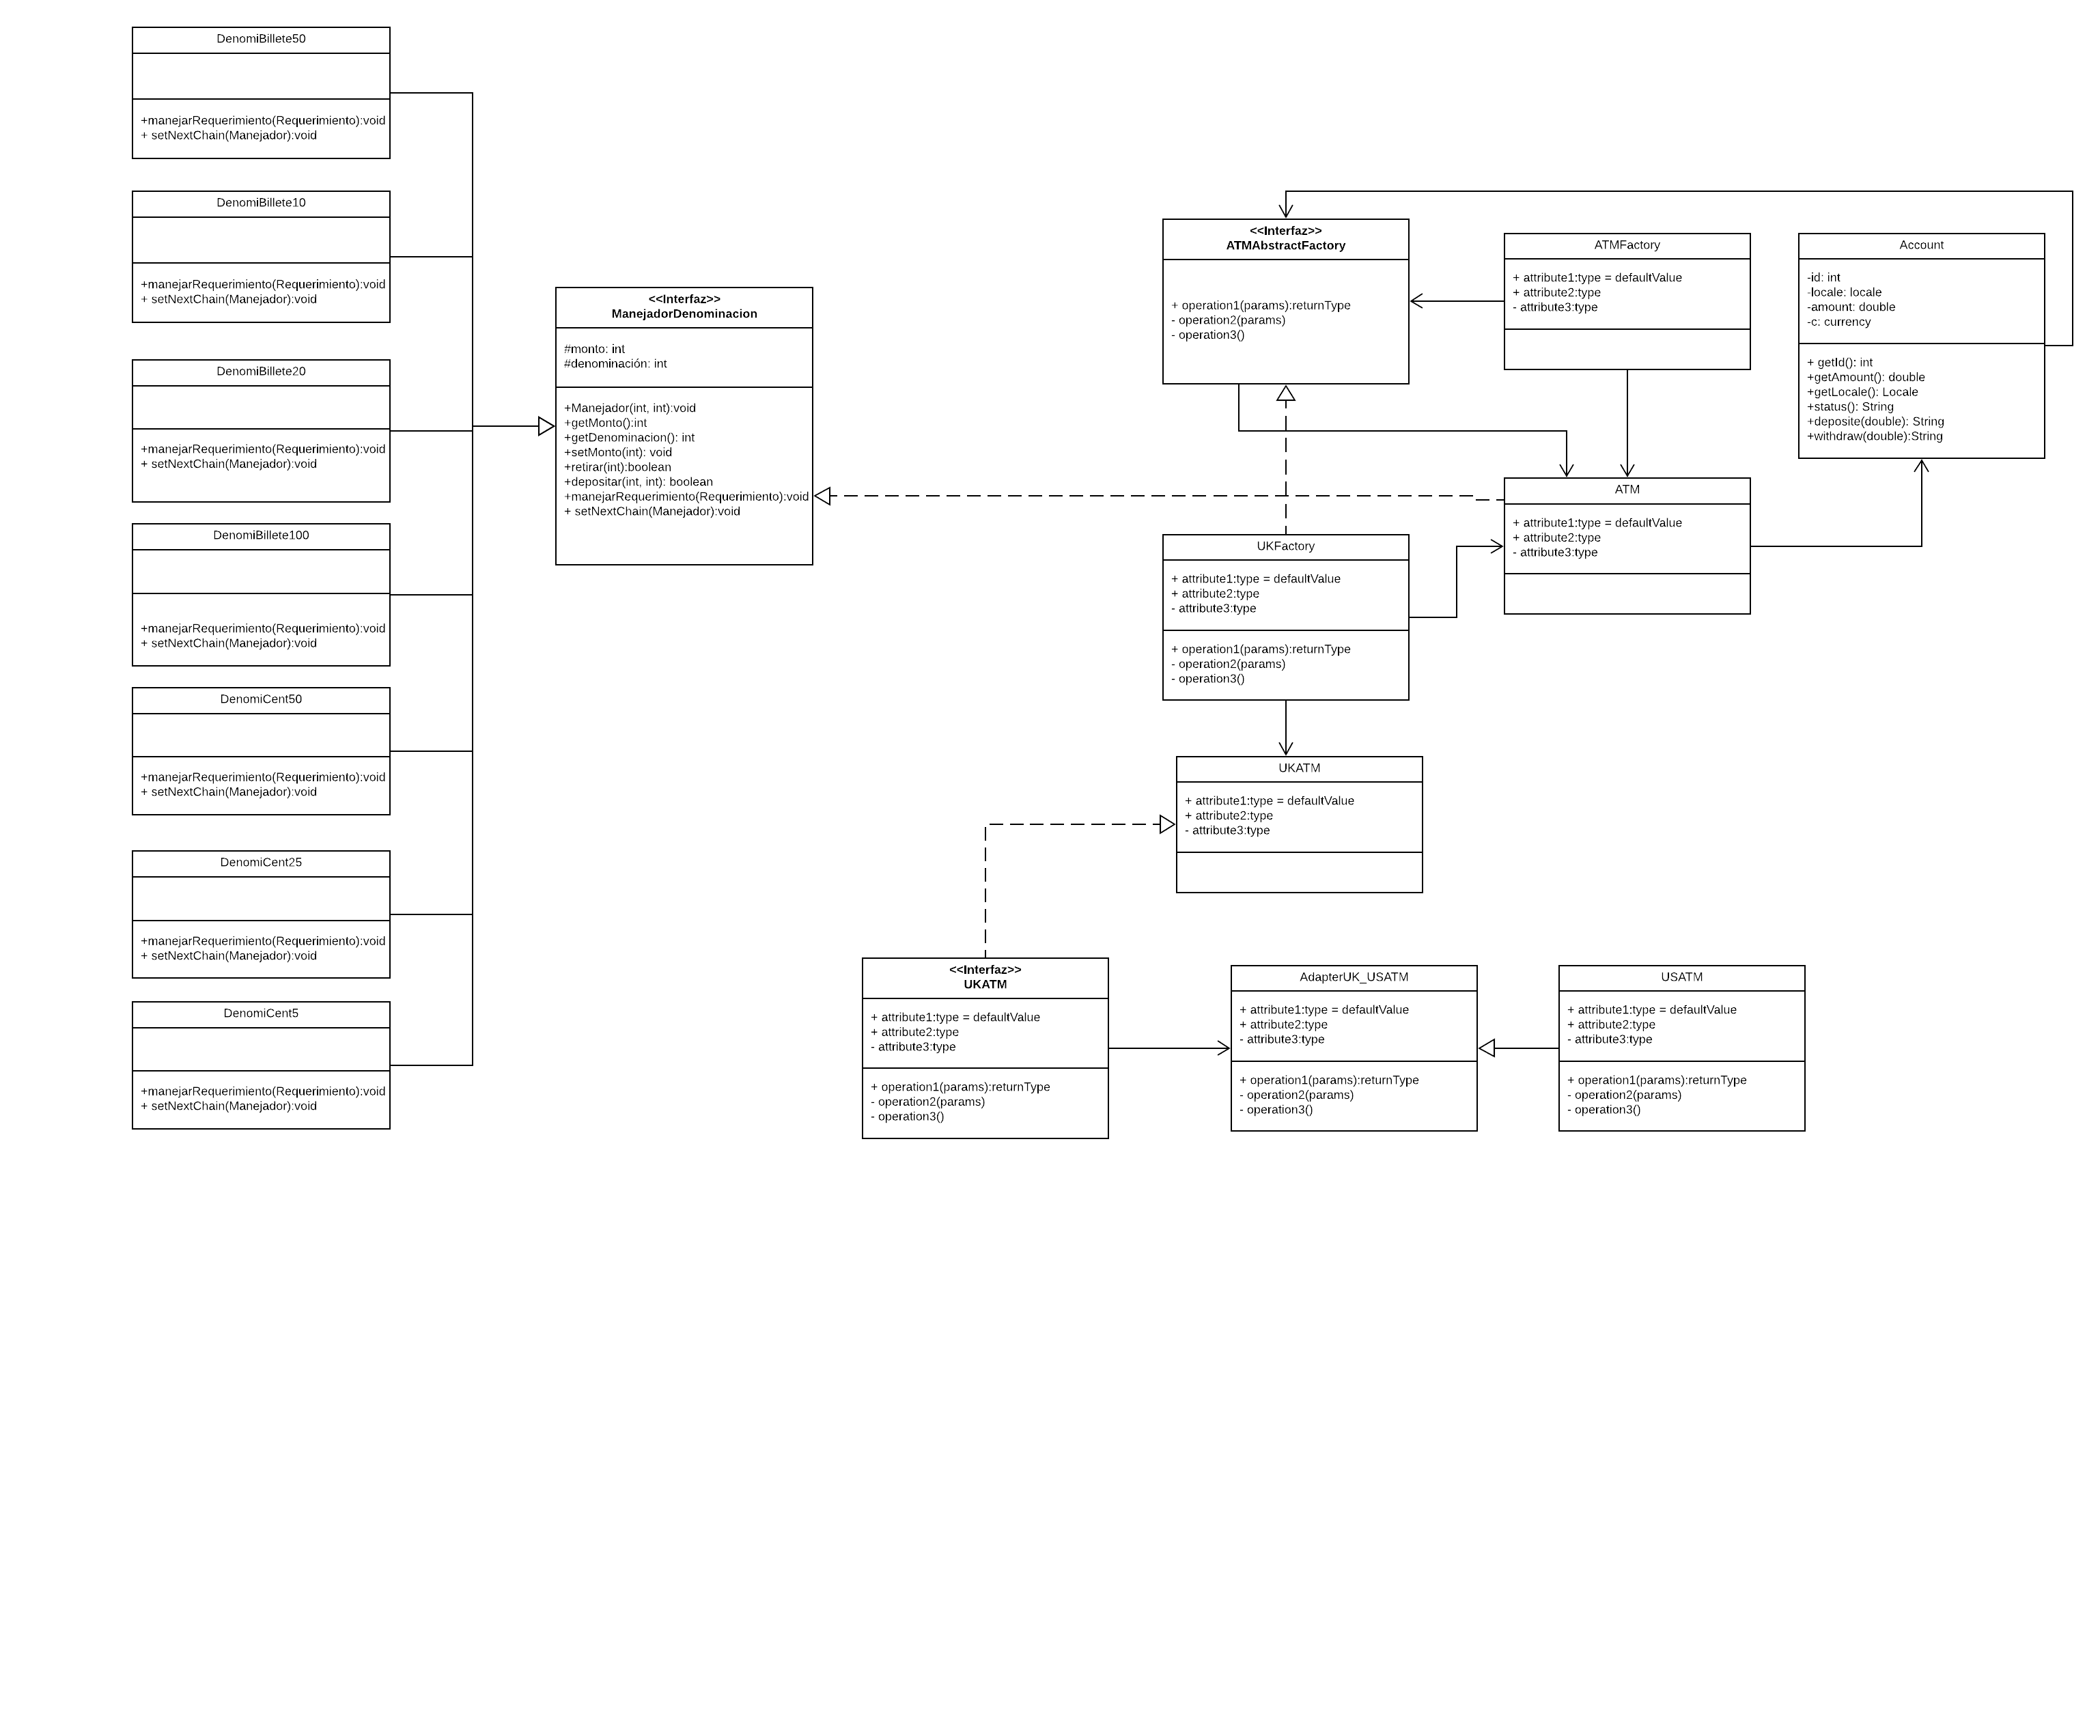 DenomiBillete50
+manejarRequerimiento(Requerimiento):void
+ setNextChain(Manejador):void
DenomiBillete10
+manejarRequerimiento(Requerimiento):void
+ setNextChain(Manejador):void
DenomiBillete20
+manejarRequerimiento(Requerimiento):void
+ setNextChain(Manejador):void
DenomiBillete100
+manejarRequerimiento(Requerimiento):void
+ setNextChain(Manejador):void
DenomiCent50
+manejarRequerimiento(Requerimiento):void
+ setNextChain(Manejador):void
DenomiCent25
+manejarRequerimiento(Requerimiento):void
+ setNextChain(Manejador):void
DenomiCent5
+manejarRequerimiento(Requerimiento):void
+ setNextChain(Manejador):void
<<Interfaz>>
ManejadorDenominacion
#monto: int
#denominación: int
+Manejador(int, int):void
+getMonto():int
+getDenominacion(): int
+setMonto(int): void
+retirar(int):boolean
+depositar(int, int): boolean
+manejarRequerimiento(Requerimiento):void
+ setNextChain(Manejador):void
<<Interfaz>>
ATMAbstractFactory
+ operation1(params):returnType
- operation2(params)
- operation3()
ATMFactory
+ attribute1:type = defaultValue
+ attribute2:type
- attribute3:type
Account
-id: int
-locale: locale
-amount: double
-c: currency
+ getId(): int
+getAmount(): double
+getLocale(): Locale
+status(): String
+deposite(double): String
+withdraw(double):String
ATM
+ attribute1:type = defaultValue
+ attribute2:type
- attribute3:type
UKFactory
+ attribute1:type = defaultValue
+ attribute2:type
- attribute3:type
+ operation1(params):returnType
- operation2(params)
- operation3()
UKATM
+ attribute1:type = defaultValue
+ attribute2:type
- attribute3:type
<<Interfaz>>
UKATM
+ attribute1:type = defaultValue
+ attribute2:type
- attribute3:type
+ operation1(params):returnType
- operation2(params)
- operation3()
AdapterUK_USATM
+ attribute1:type = defaultValue
+ attribute2:type
- attribute3:type
+ operation1(params):returnType
- operation2(params)
- operation3()
USATM
+ attribute1:type = defaultValue
+ attribute2:type
- attribute3:type
+ operation1(params):returnType
- operation2(params)
- operation3()